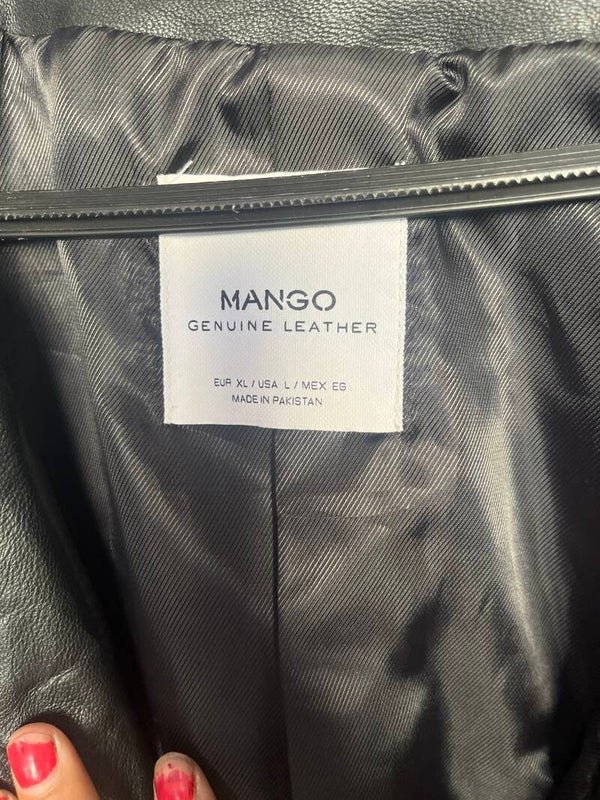 MANGO
GENUINE LEATHER
EUR XL / USA L / MEX EG
MADE IN PAKISTAN